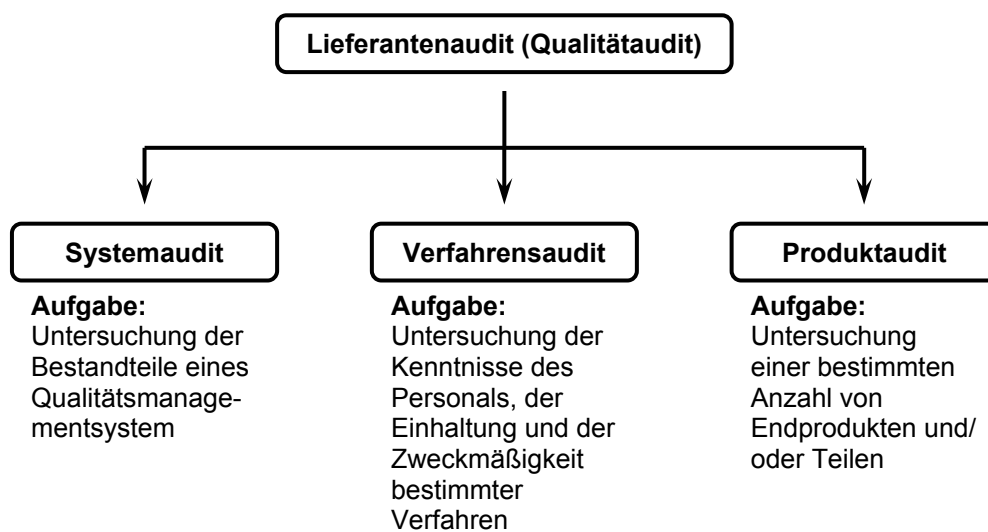 Lieferantenaudit (Qualitätaudit)
Systemaudit
Aufgabe:
Untersuchung der
Bestandteile eines
Qualitätsmanage-
mentsystem
Verfahrensaudit
Aufgabe:
Untersuchung der
Kenntnisse des
Personals, der
Einhaltung und der
Zweckmäßigkeit
bestimmter
Verfahren
Produktaudit
Aufgabe:
Untersuchung
einer bestimmten
Anzahl von
Endprodukten und/
oder Teilen